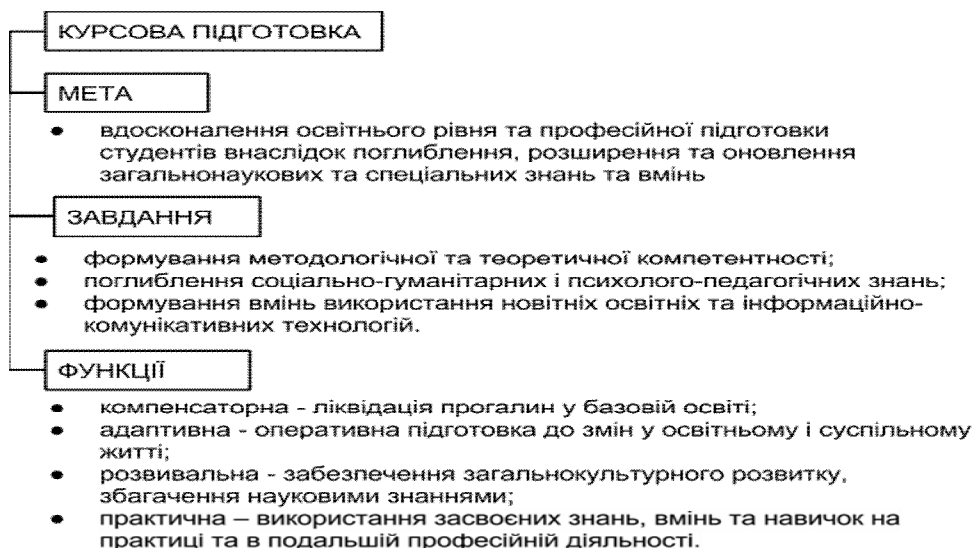 КУРСОВА ПІДГОТОВКА
МЕТА
● вдосконалення освітнього рівня та професійної підготовки
студентів внаслідок поглиблення, розширення та оновлення
загальнонаукових та спеціальних знань та вмінь
ЗАВДАННЯ
● формування методологічної та теоретичної компетентності;
● поглиблення соціально-гуманітарних і психолого-педагогічних знань;
● формування вмінь використання новітніх освітніх та інформаційно-
комунікативних технологій.
ФУНКЦІЇ
● компенсаторна - ліквідація прогалин у базовій освіті;
● адаптивна - оперативна підготовка до змін у освітньому і суспільному
житті;
● розвивальна - забезпечення загальнокультурного розвитку,
збагачення науковими знаннями;
● практична – використання засвоєних знань, вмінь та навичок на
практиці та в подальшій професійній діяльності.